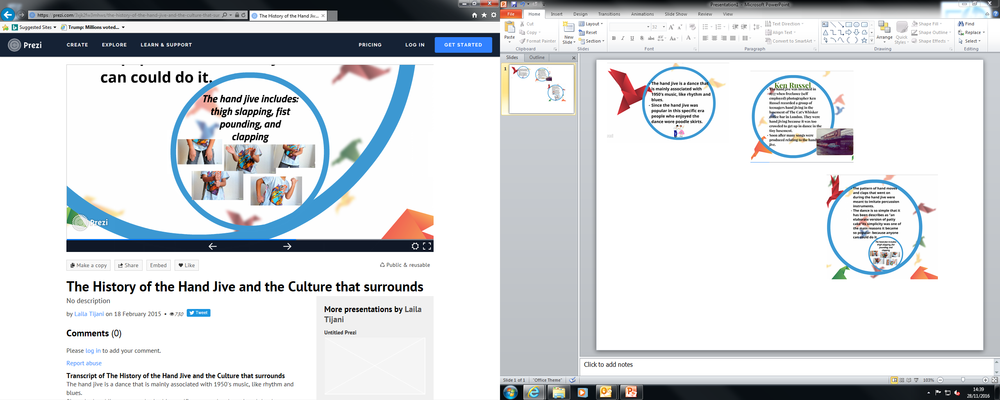 https://prezi.com/3xjk2fw3mhws/the-history-of-the-hand-jive-and-the-culture-that-sur
The History of the Hand Jiv...
Suggested Sites
Trump: Millions voted...
Prezi
CREATE
EXPLORE
LEARN & SUPPORT
PRICING
LOG IN
GET STARTED
can could do it.
The hand jive includes:
thigh slapping, fist
pounding, and
clapping
Prezi
Make a copy
Share
Embed
Like
Public & reusable
The History of the Hand Jive and the Culture that surrounds
No description
by Laila Tijani on 18 February 2015 • 730
Tweet
More presentations by Laila
Tijani
Untitled Prezi
Comments (0)
Please log in to add your comment.
Report abuse
Transcript of The History of the Hand Jive and the Culture that surrounds
The hand jive is a dance that is mainly associated with 1950's music, like rhythm and
blues.
Presentation1 - Microsoft PowerPoint
File
Home
Insert
Design
Transitions
Animations
Slide Show
Review
View
Paste
Cut
Copy
Format Painter
Clipboard
New
Slide
Layout
Reset
Section
Slides
32
B I U S abc AV Aa A
Font
Text Direction
Align Text
Convert to SmartArt
Paragraph
Arrange
Quick
Styles
Shape Fill
Shape Outline
Shape Effects
Drawing
Find
Replace
Select
Editing
Slides
Outline
1
• The hand jive is a dance that
is mainly associated with
1950's music, like rhythm and
blues.
• Since the hand jive was
popular in this specific era
people who enjoyed the
dance wore poodle skirts.
rezi
Ken Russel
• The hand jive was invented in
1957 when freelance (self
employed) photographer Ken
Russel recorded a group of
teenagers hand jiving in the
basement of The Cat's Whisker
coffee bar in London. They were
hand jiving because it was too
crowded to get up in dance in the
tiny basement.
• Soon after many songs were
produced relating to the hand
jive.
• The pattern of hand moves
and claps that went on
during the hand jive were
meant to imitate percussion
instruments.
• The dance is so simple that it
has been describes as "an
elaborate version of patty
cake"its simplicity was one of
the main reasons it became
so popular- because anyone
can could do it.
The hand jive includes:
thigh slapping, fist
pounding, and
clapping
Click to add notes
Slide 1 of 1
"Office Theme"
103%
14:39
28/11/2016